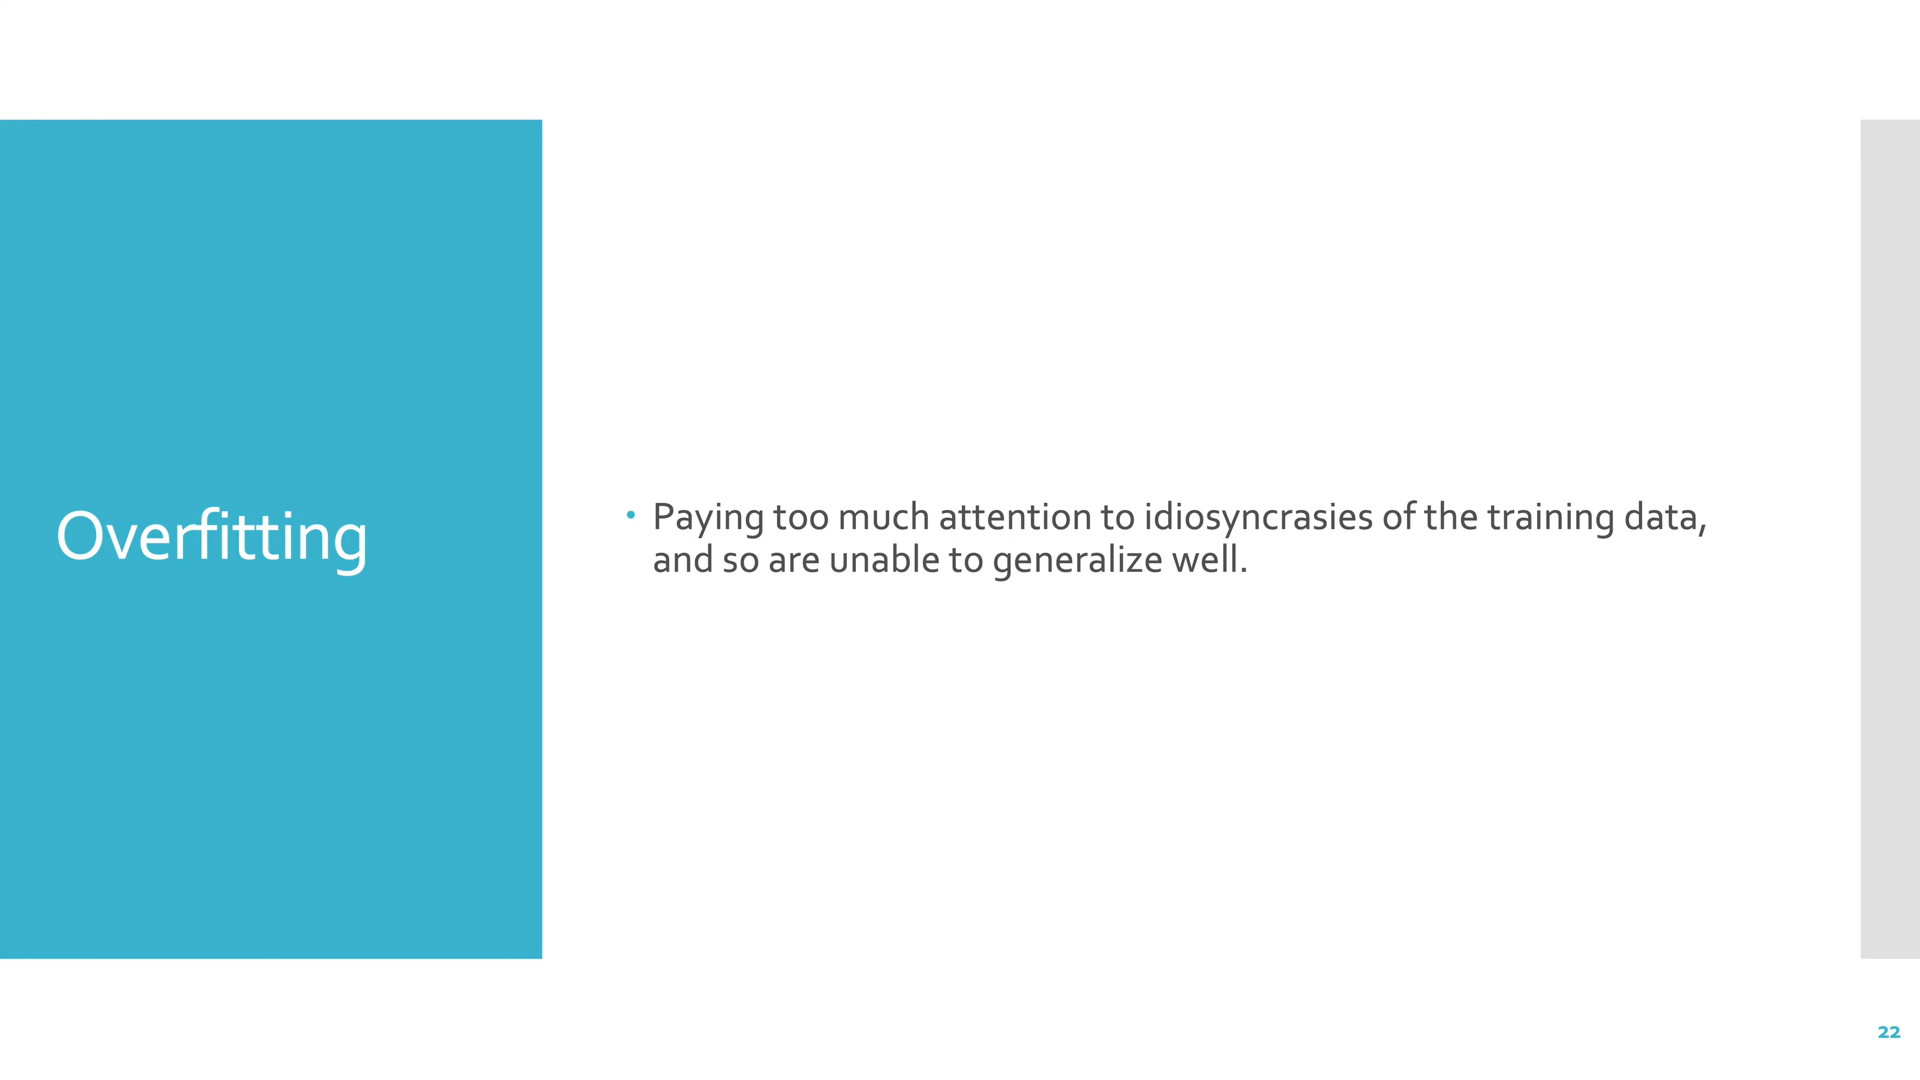 Overfitting
• Paying too much attention to idiosyncrasies of the training data,
and so are unable to generalize well.
22